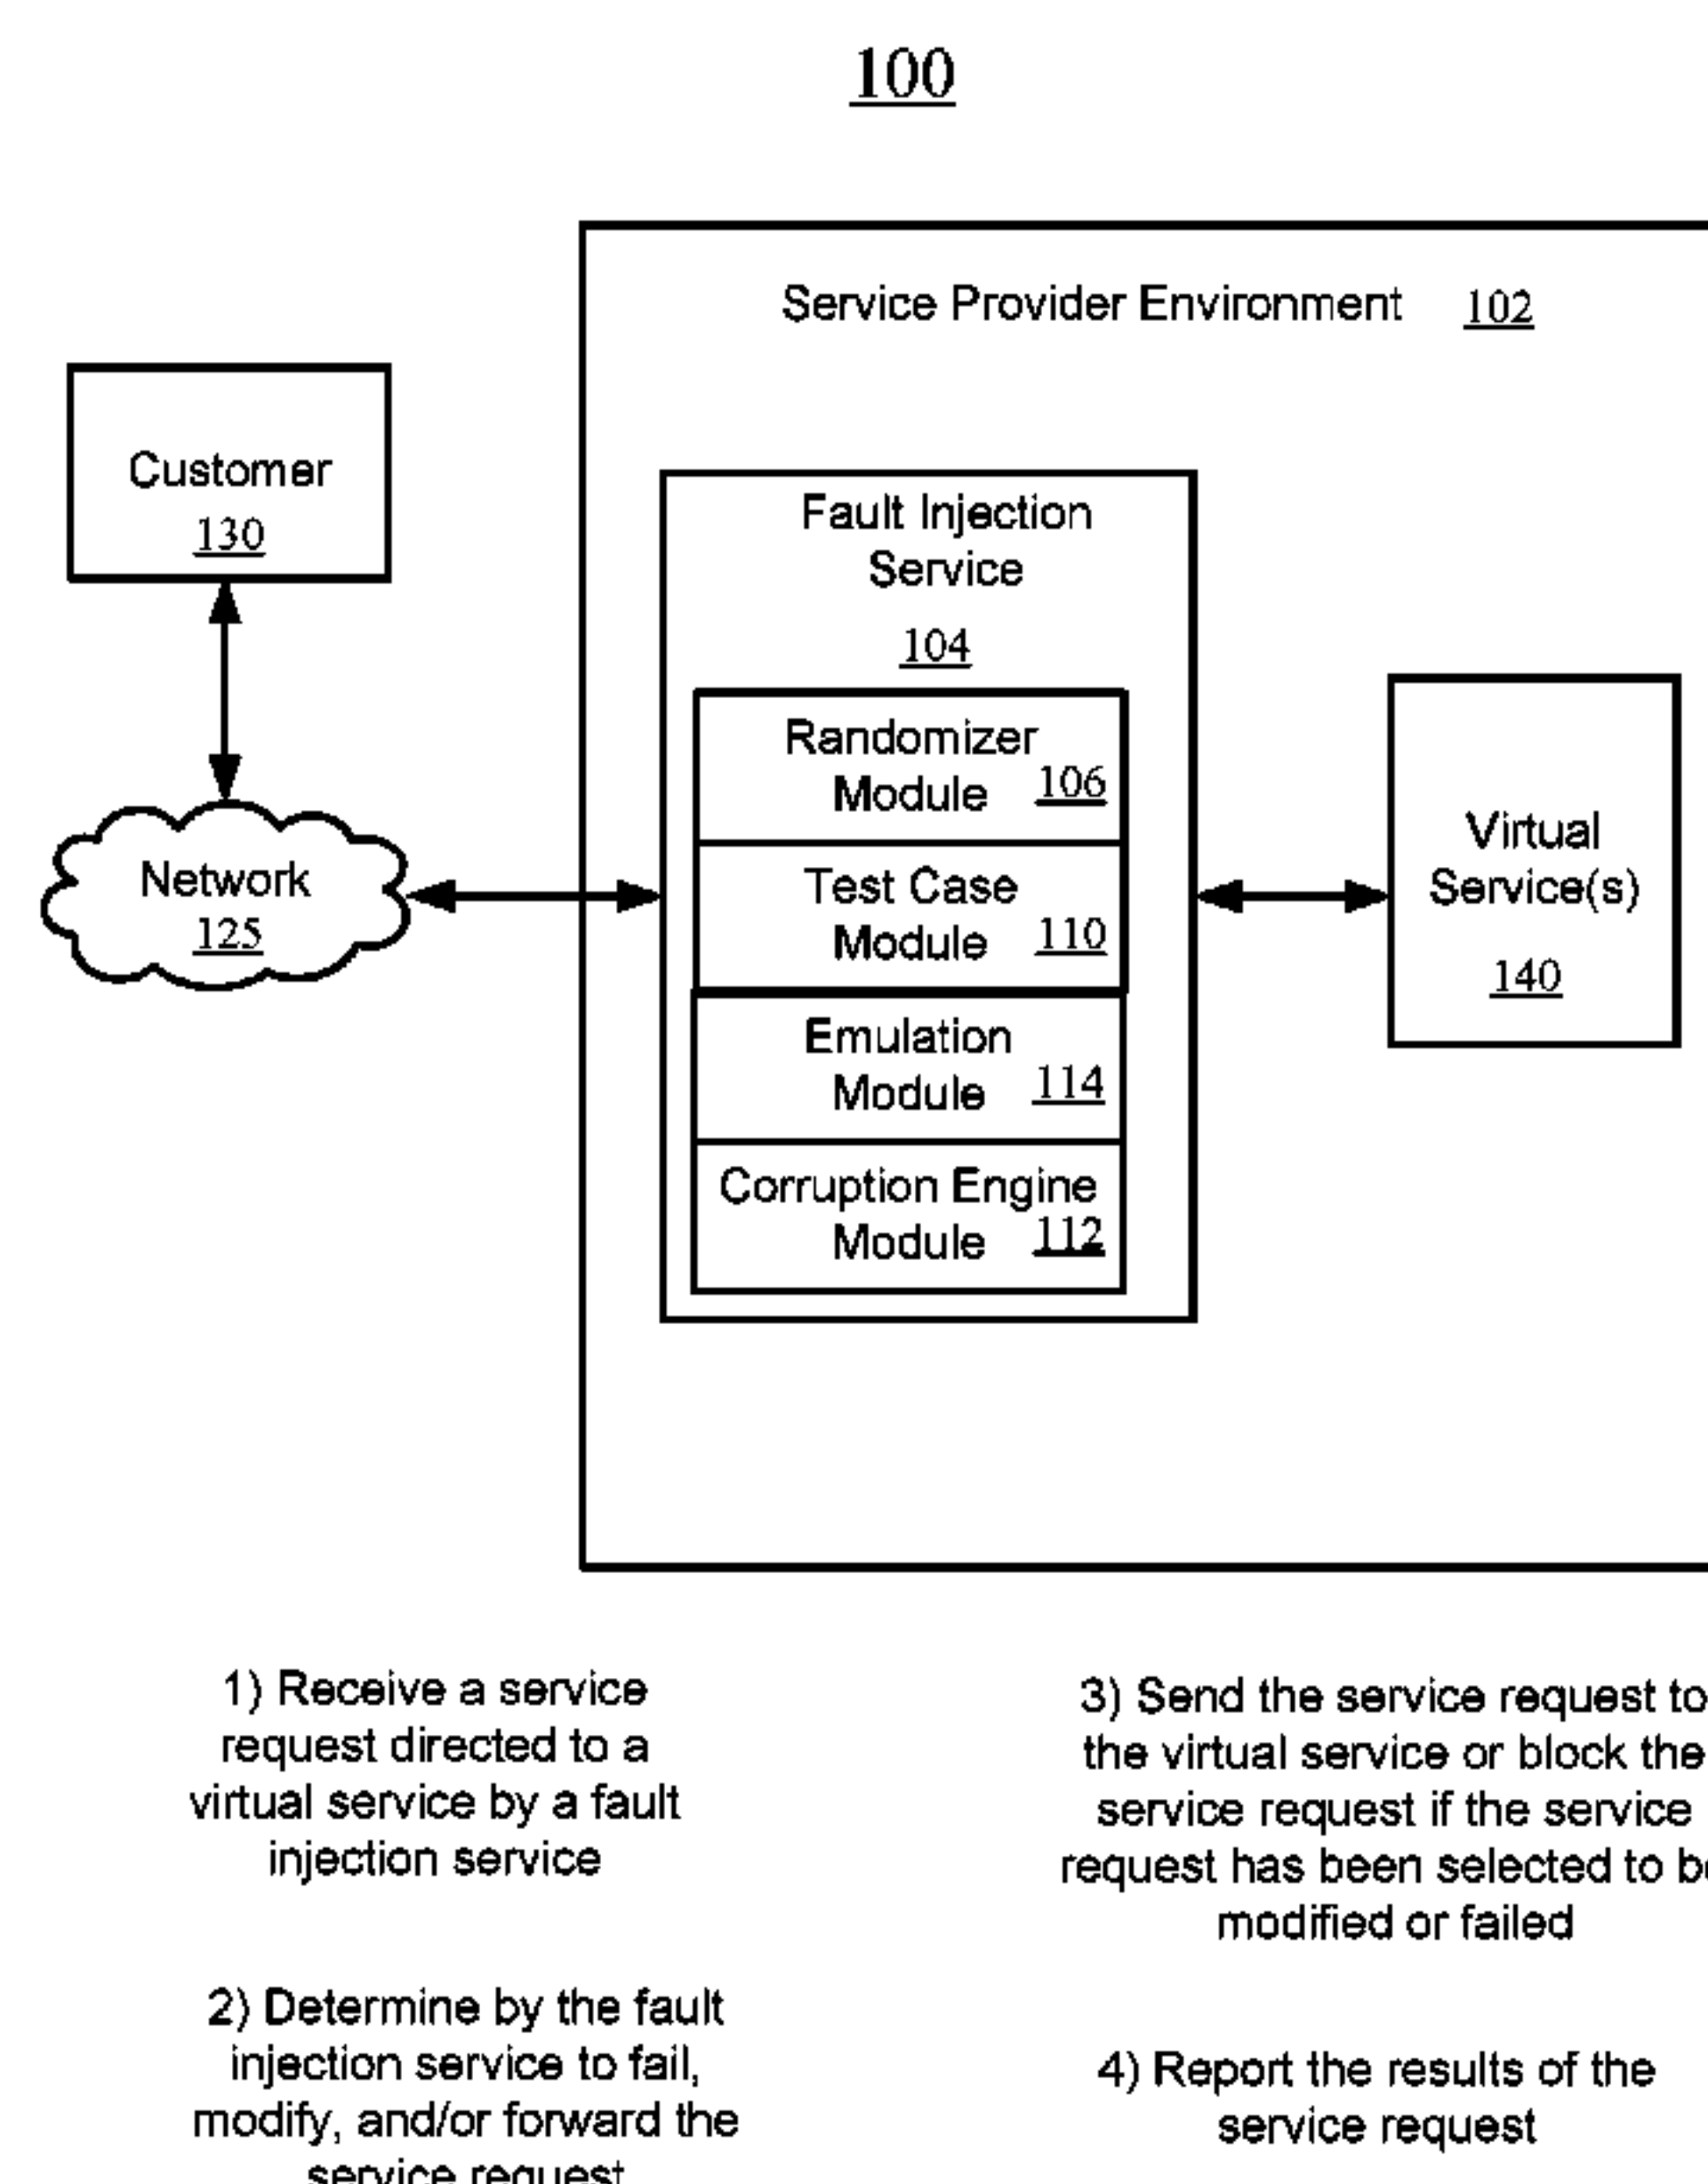 100
Service Provider Environment 102
Customer
130
Fault Injection
Service
104
Randomizer
Module 106
Test Case
Module 110
Emulation
Module 114
Corruption Engine
Module 112
Network
125
Virtual
Service(s)
140
1) Receive a service
request directed to a
virtual service by a fault
injection service
2) Determine by the fault
injection service to fail,
modify, and/or forward the
service request
3) Send the service request to
the virtual service or block the
service request if the service
request has been selected to be
modified or failed
4) Report the results of the
service request